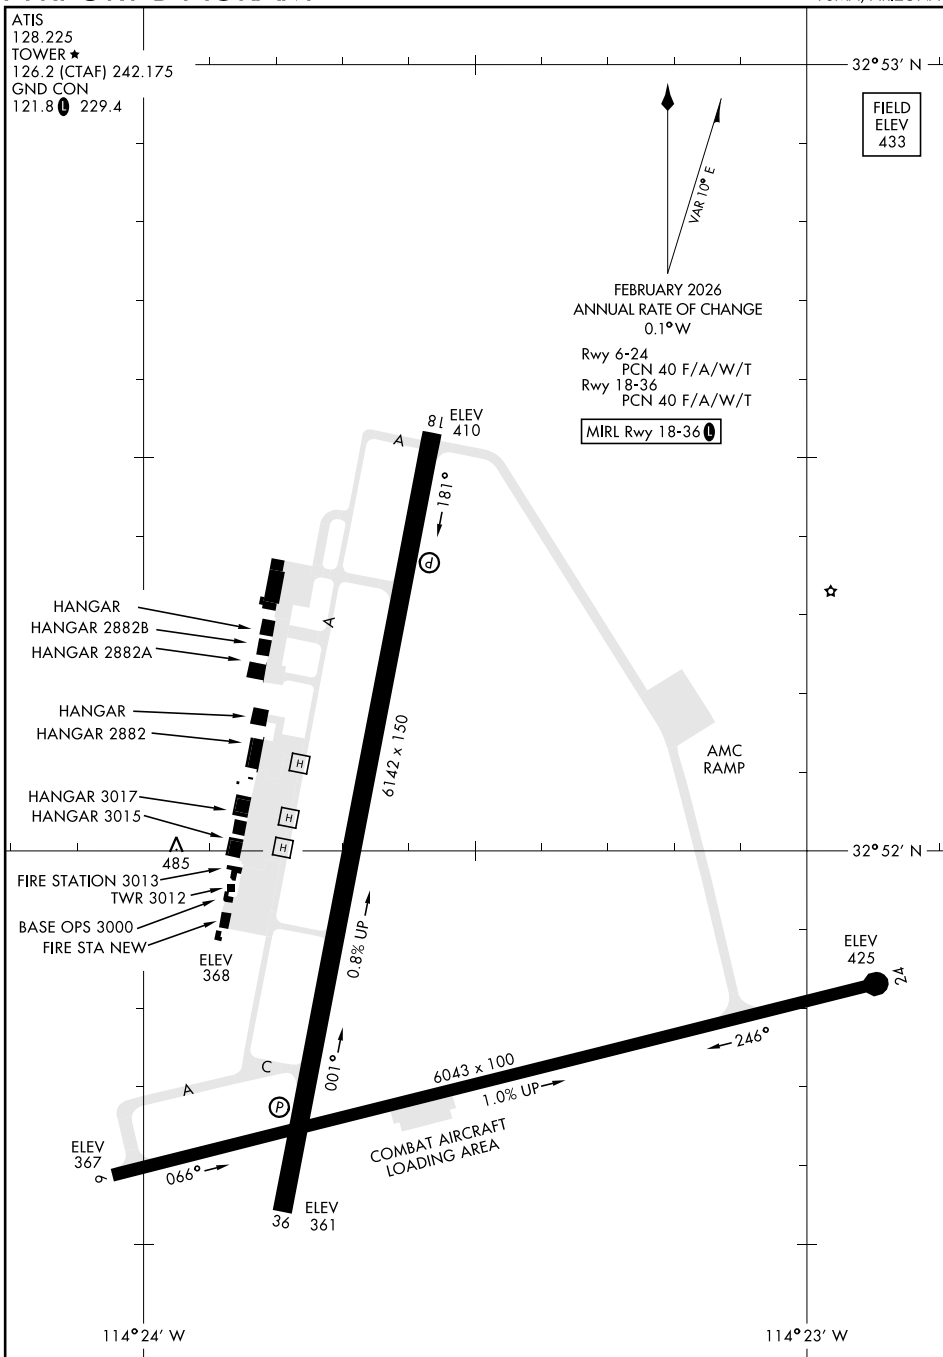 ATIS
128.225
TOWER ★
126.2 (CTAF) 242.175
GND CON
121.8 L 229.4
32°53' N
FIELD
ELEV
433
VAR 10° E
FEBRUARY 2026
ANNUAL RATE OF CHANGE
0.1° W
Rwy 6-24
PCN 40 F/A/W/T
Rwy 18-36
PCN 40 F/A/W/T
MIRL Rwy 18-36 L
18
ELEV
410
A
181°
P
HANGAR
HANGAR 2882B
HANGAR 2882A
A
HANGAR
HANGAR 2882
H
6142 x 150
AMC
RAMP
HANGAR 3017
HANGAR 3015
H
H
485
32°52' N
FIRE STATION 3013
TWR 3012
BASE OPS 3000
FIRE STA NEW
ELEV
368
0.8% UP
ELEV
425
24
246°
001°
C
A
6043 x 100
1.0% UP
P
COMBAT AIRCRAFT
LOADING AREA
ELEV
367
6
066°
36
ELEV
361
114°24' W
114°23' W